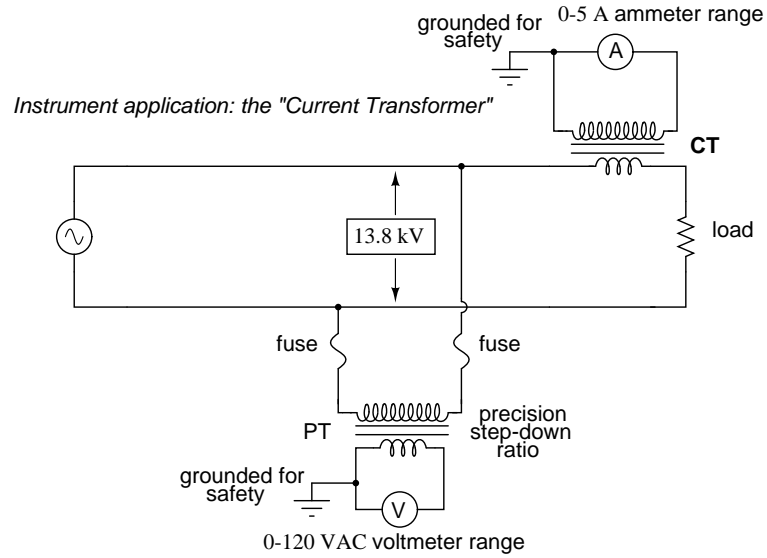 0-5 A ammeter range
grounded for
safety
A
Instrument application: the "Current Transformer"
CT
13.8 kV
load
fuse
fuse
PT
precision
step-down
ratio
grounded for
safety
V
0-120 VAC voltmeter range